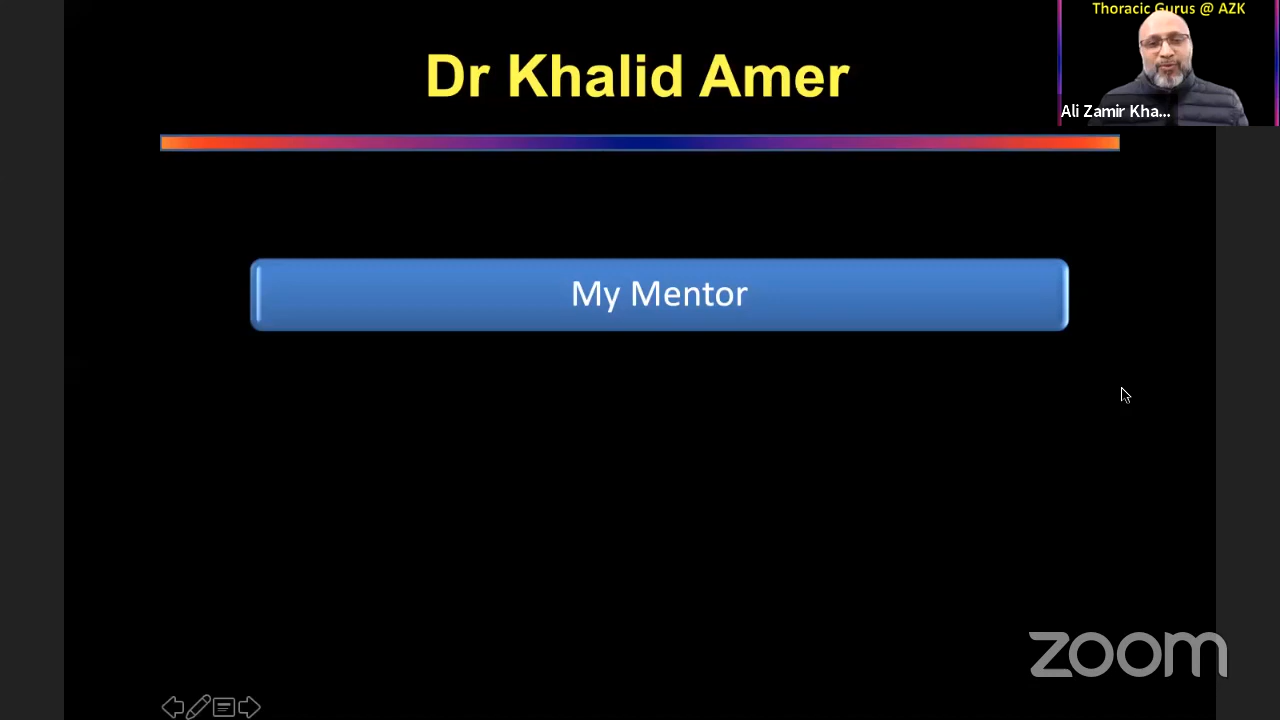 Thoracic Gurus @ AZK
Dr Khalid Amer
Ali Zamir Kha...
My Mentor
zoom